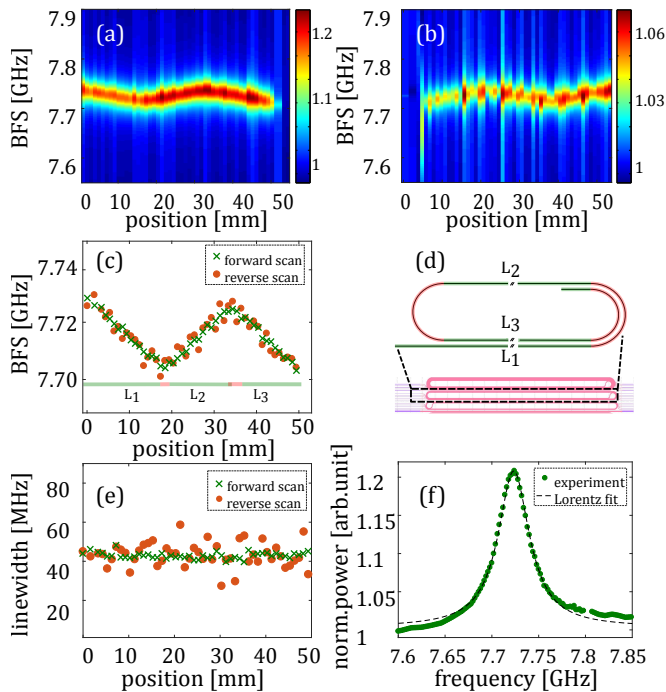 (a)
BFS [GHz]
7.9
7.8
7.7
7.6
0 10 20 30 40 50
position [mm]
1.2
1.1
1
(b)
BFS [GHz]
7.9
7.8
7.7
7.6
0 10 20 30 40 50
position [mm]
1.06
1.03
1
(c)
forward scan
reverse scan
BFS [GHz]
7.74
7.72
7.70
L1 L2 L3
0 10 20 30 40 50
position [mm]
(d)
L2
L3
L1
(e)
forward scan
reverse scan
linewidth [MHz]
80
60
40
20
0 10 20 30 40 50
position [mm]
(f)
experiment
Lorentz fit
norm.power [arb.unit]
1.2
1.15
1.10
1.05
1
7.6 7.65 7.7 7.75 7.8 7.85
frequency [GHz]